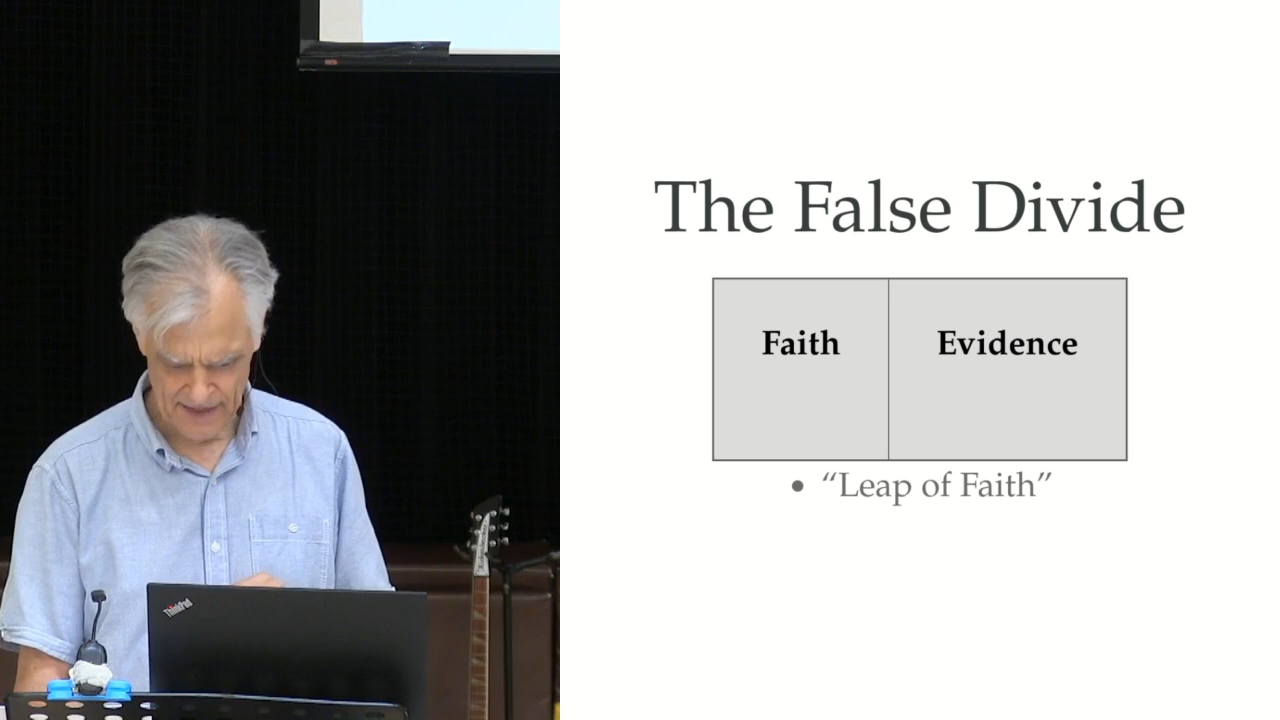 The False Divide
Faith
Evidence
• “Leap of Faith”
ThinkPad